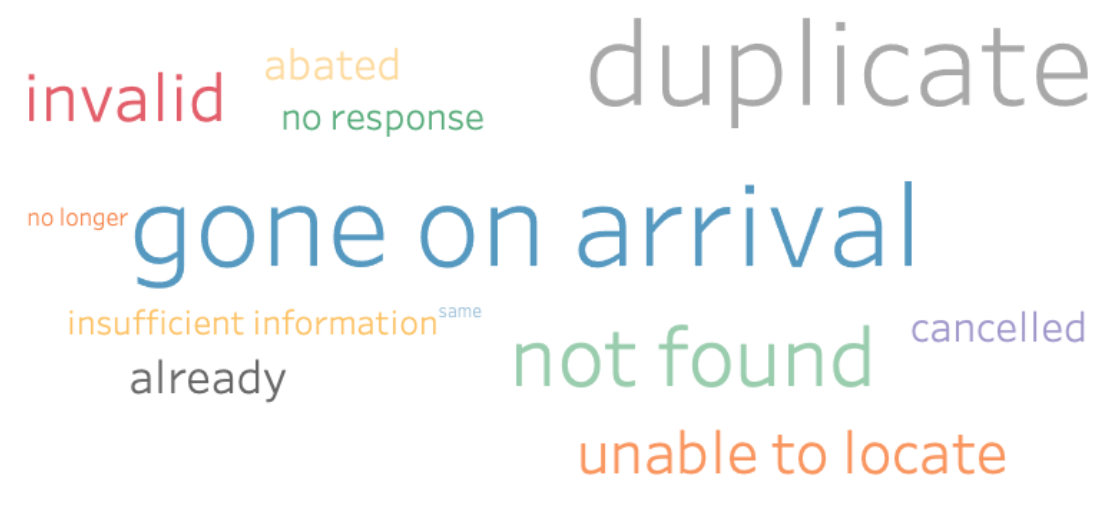 duplicate
abated
invalid
no response
no longer
gone on arrival
same
insufficient information
cancelled
not found
already
unable to locate